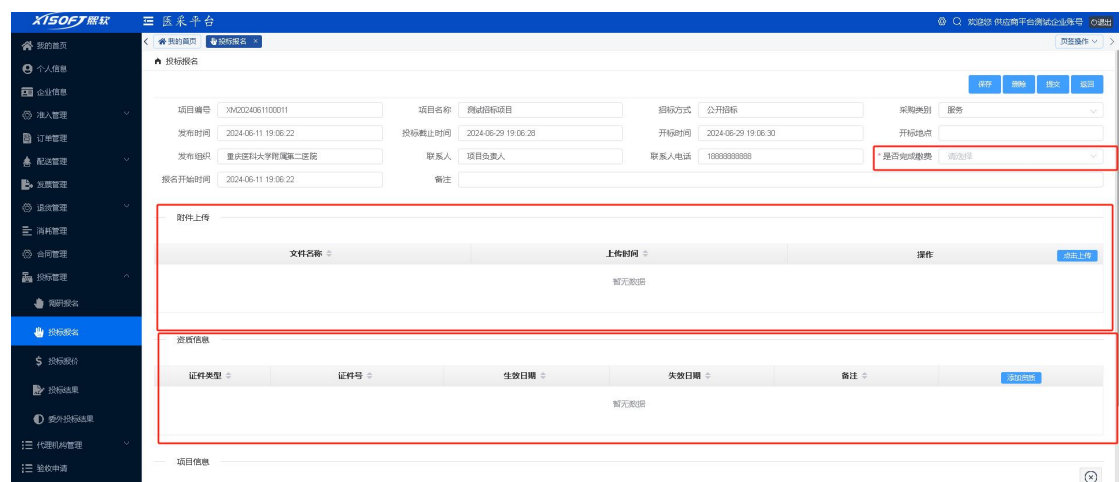 XISOFT熙软 医采平台 欢迎您 供应商平台测试企业账号 退出
我的首页 投标报名 × 页签操作
我的首页
个人信息
企业信息
准入管理
订单管理
配送管理
发票管理
退货管理
消耗管理
合同管理
投标管理
调研报名
投标报名
投标报价
投标结果
委外投标结果
代理机构管理
验收申请
投标报名
保存 删除 提交 返回
项目编号 XM2024061100011 项目名称 测试招标项目 招标方式 公开招标 采购类别 服务
发布时间 2024-06-11 19:06:22 投标截止时间 2024-06-29 19:06:28 开标时间 2024-06-29 19:06:30 开标地点
发布组织 重庆医科大学附属第二医院 联系人 项目负责人 联系人电话 18888888888 * 是否完成缴费 请选择
报名开始时间 2024-06-11 19:06:22 备注
附件上传
文件名称 上传时间 操作 点击上传
暂无数据
资质信息
证件类型 证件号 生效日期 失效日期 备注 添加资质
暂无数据
项目信息